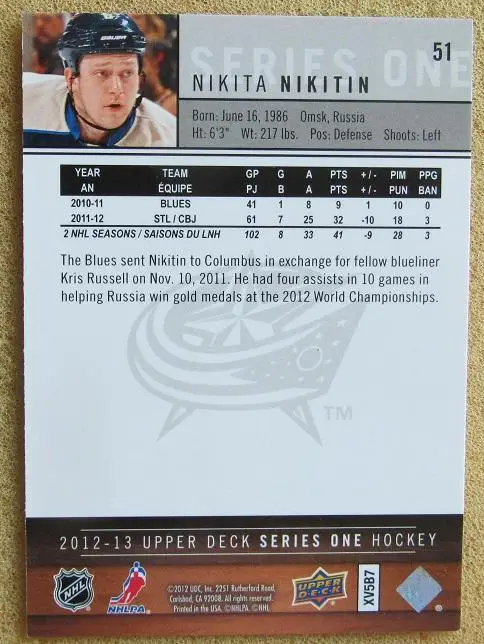 51
SERIES ONE
NIKITA NIKITIN
Born: June 16, 1986 Omsk, Russia
Ht: 6'3" Wt: 217 lbs. Pos: Defense Shoots: Left
YEAR TEAM GP G A PTS +/- PIM PPG
AN ÉQUIPE PJ B A PTS +/- PUN BAN
2010-11 BLUES 41 1 8 9 1 10 0
2011-12 STL / CBJ 61 7 25 32 -10 18 3
2 NHL SEASONS / SAISONS DU LNH 102 8 33 41 -9 28 3
The Blues sent Nikitin to Columbus in exchange for fellow blueliner
Kris Russell on Nov. 10, 2011. He had four assists in 10 games in
helping Russia win gold medals at the 2012 World Championships.
TM
2012-13 UPPER DECK SERIES ONE HOCKEY
NHL
NHLPA
©2012 UDC, Inc. 2251 Rutherford Road,
Carlsbad, CA 92008. All rights reserved.
Printed in the USA. ©NHLPA. ©NHL
UPPER DECK
XV5B7